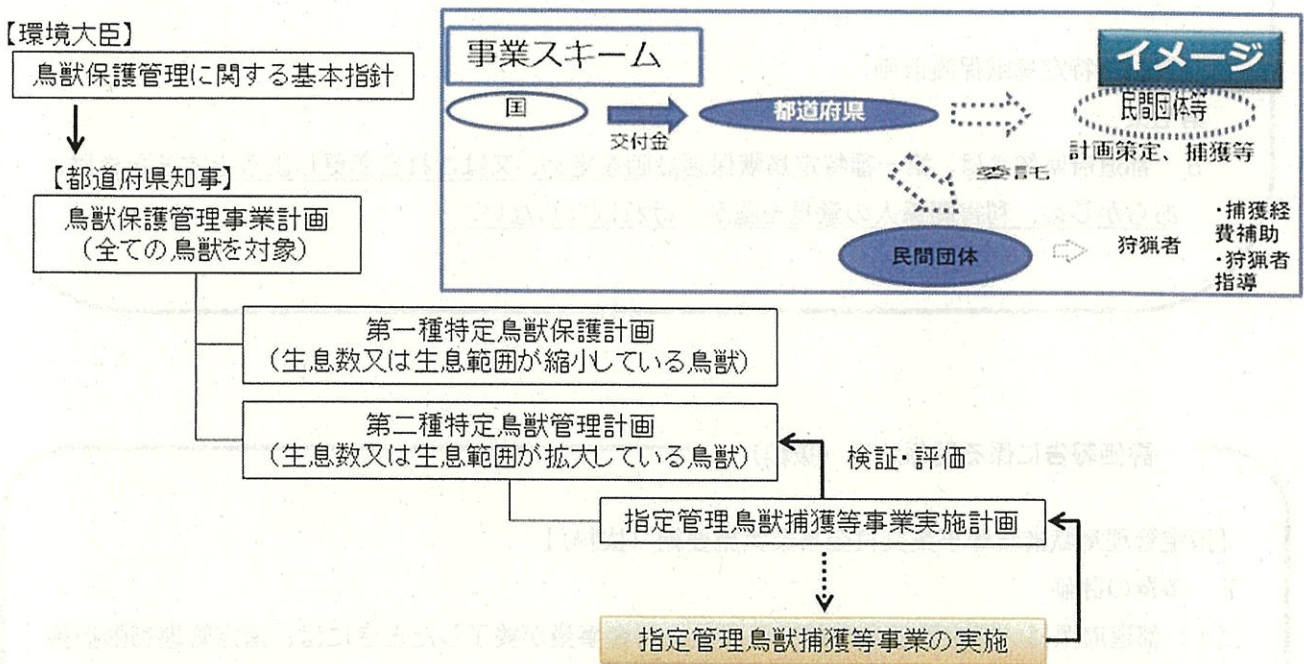 【環境大臣】
鳥獣保護管理に関する基本指針
【都道府県知事】
鳥獣保護管理事業計画
(全ての鳥獣を対象)
第一種特定鳥獣保護計画
(生息数又は生息範囲が縮小している鳥獣)
第二種特定鳥獣管理計画
(生息数又は生息範囲が拡大している鳥獣)
検証・評価
指定管理鳥獣捕獲等事業実施計画
指定管理鳥獣捕獲等事業の実施
事業スキーム
イメージ
国
交付金
都道府県
民間団体等
計画策定、捕獲等
委託
民間団体
狩猟者
・捕獲経
費補助
・狩猟者
指導